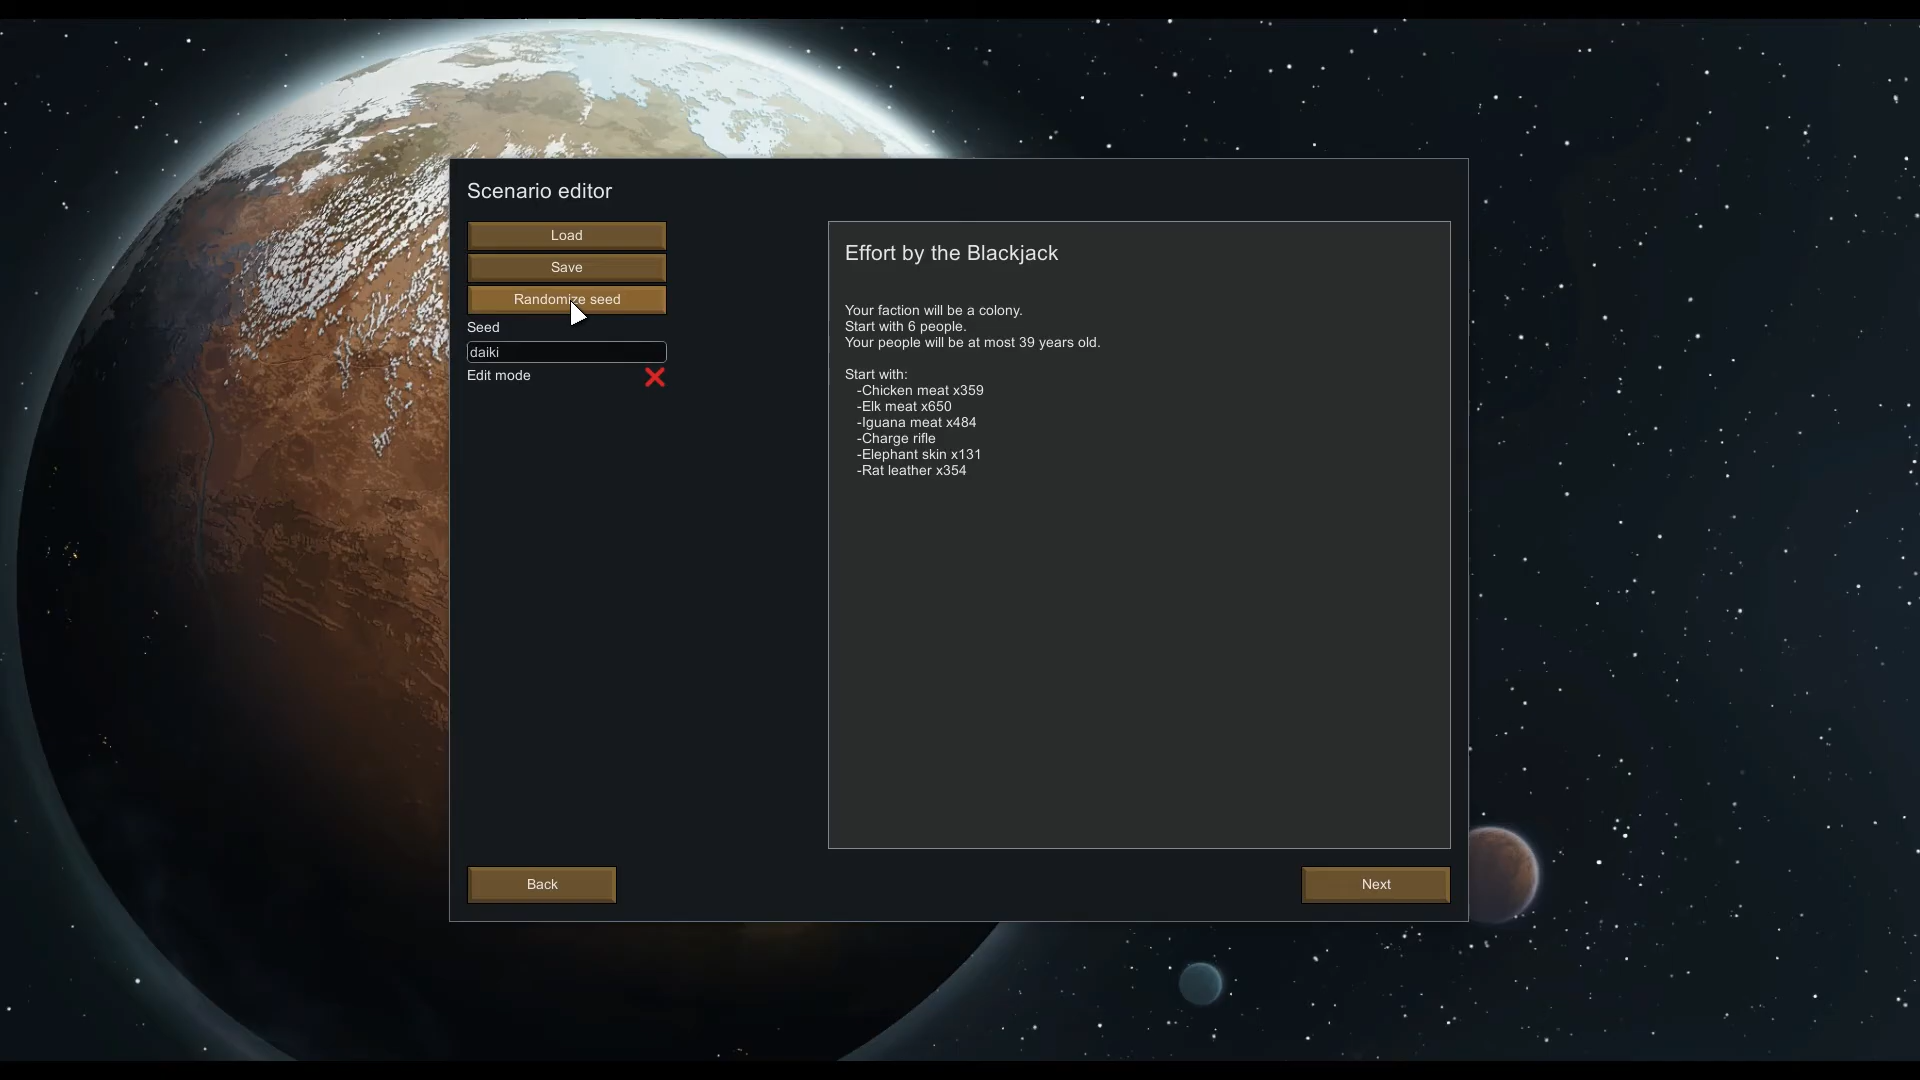 Scenario editor
Load
Save
Randomize seed
Seed
daiki
Edit mode
Effort by the Blackjack
Your faction will be a colony.
Start with 6 people.
Your people will be at most 39 years old.
Start with:
-Chicken meat x359
-Elk meat x650
-Iguana meat x484
-Charge rifle
-Elephant skin x131
-Rat leather x354
Back
Next